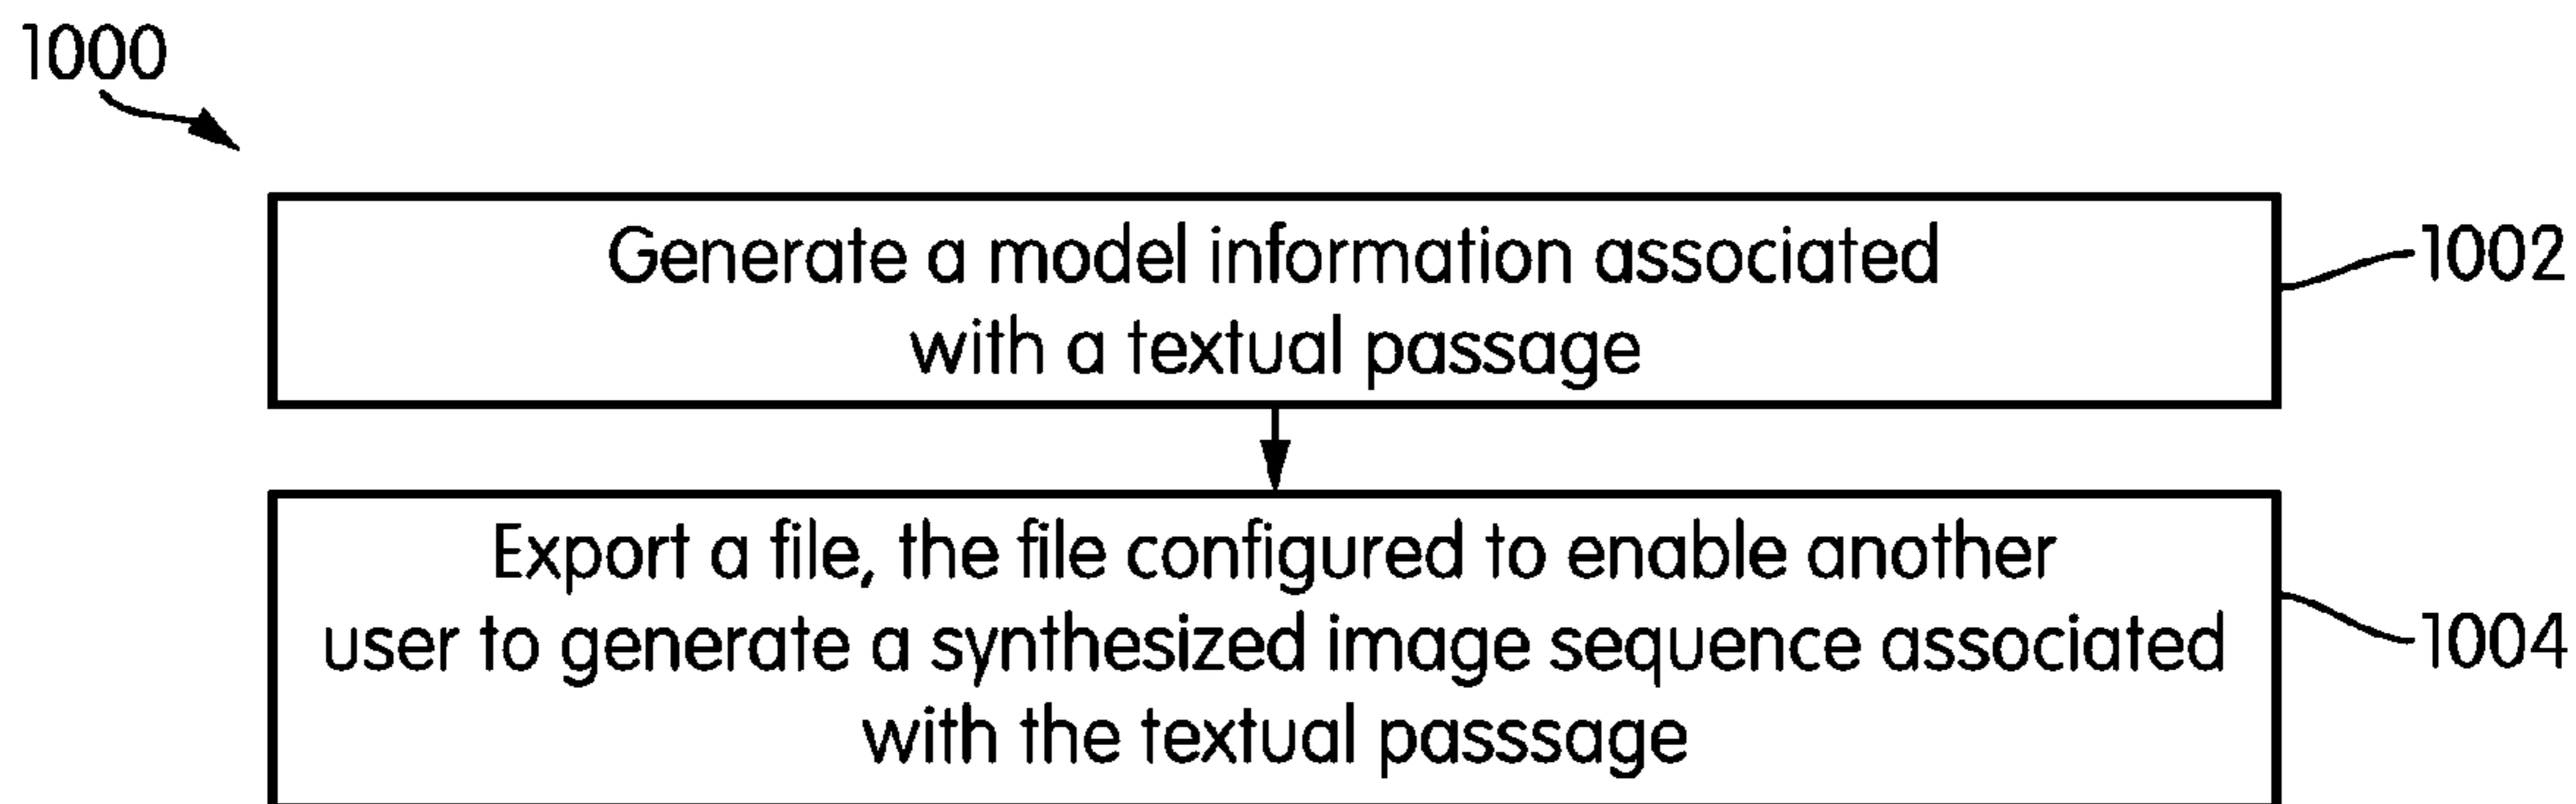 1000
Generate a model information associated
with a textual passage
1002
Export a file, the file configured to enable another
user to generate a synthesized image sequence associated
with the textual passsage
1004